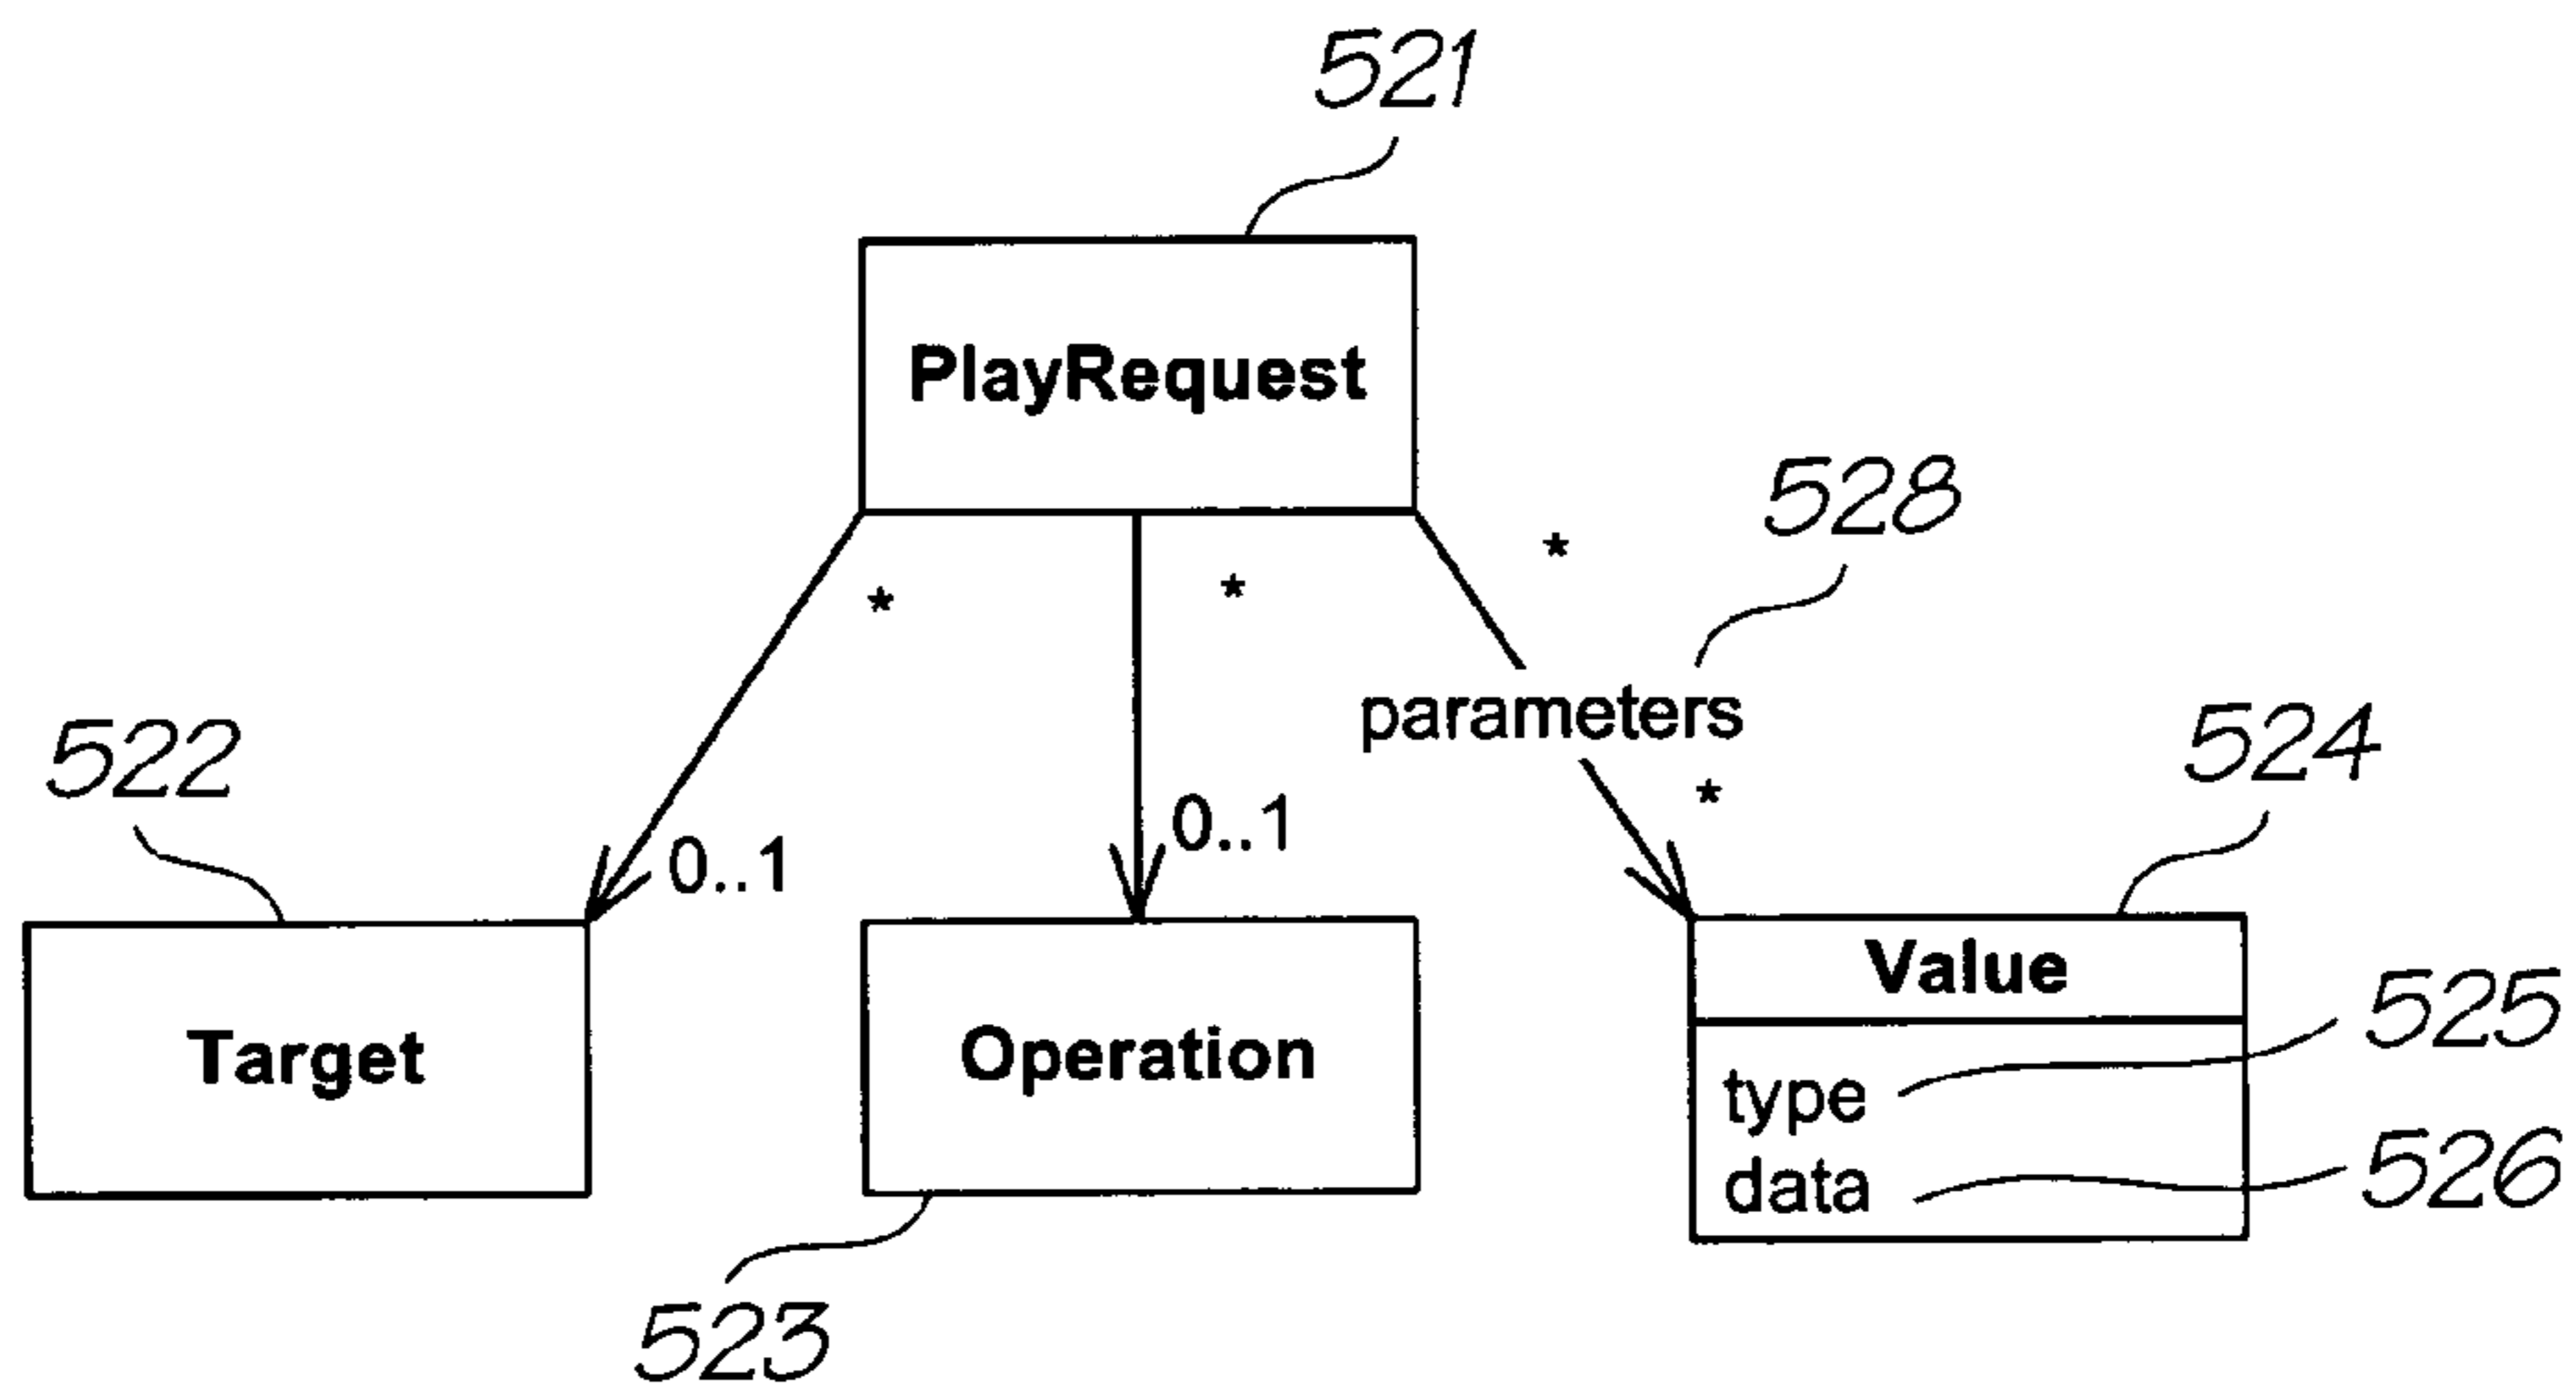 521
PlayRequest
528
*
*
*
parameters
522
524
*
0..1
0..1
Value
525
Target
Operation
type
526
data
523